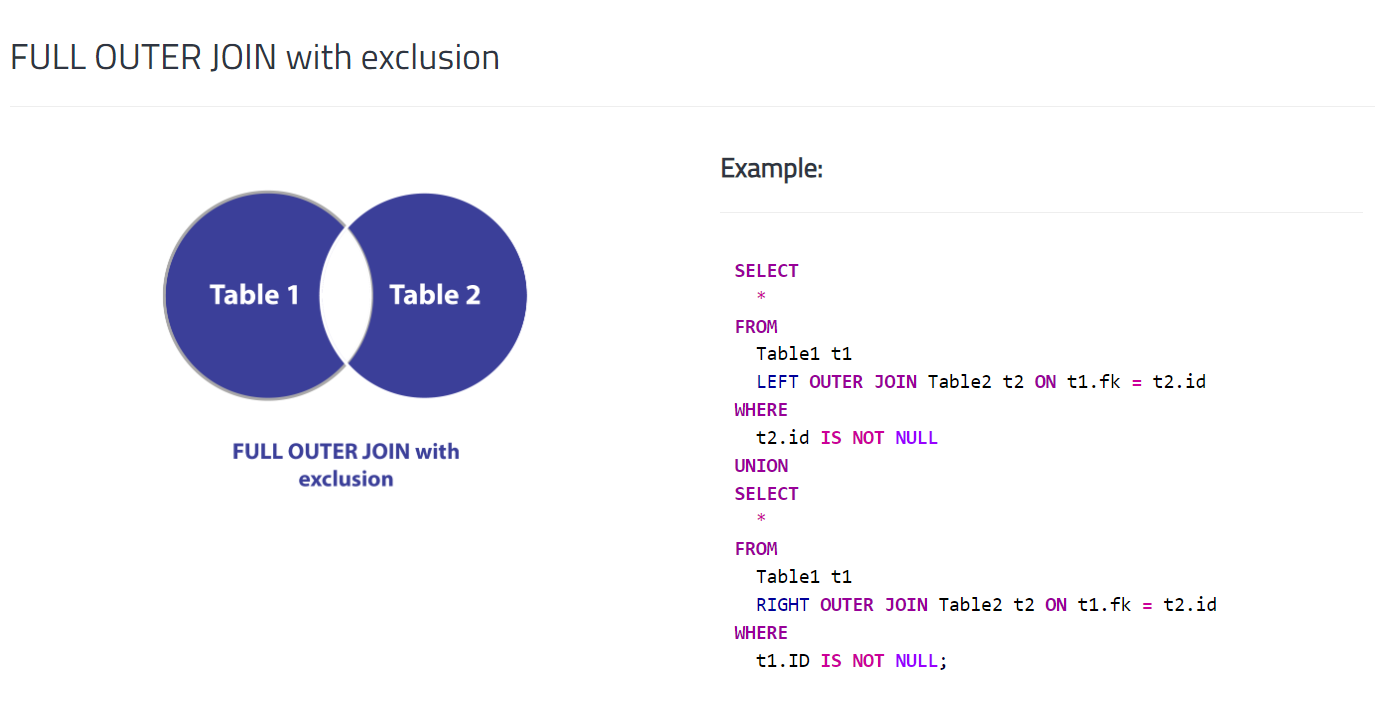 FULL OUTER JOIN with exclusion
Table 1
Table 2
FULL OUTER JOIN with
exclusion
Example:
SELECT
*
FROM
Table1 t1
LEFT OUTER JOIN Table2 t2 ON t1.fk = t2.id
WHERE
t2.id IS NOT NULL
UNION
SELECT
*
FROM
Table1 t1
RIGHT OUTER JOIN Table2 t2 ON t1.fk = t2.id
WHERE
t1.ID IS NOT NULL;